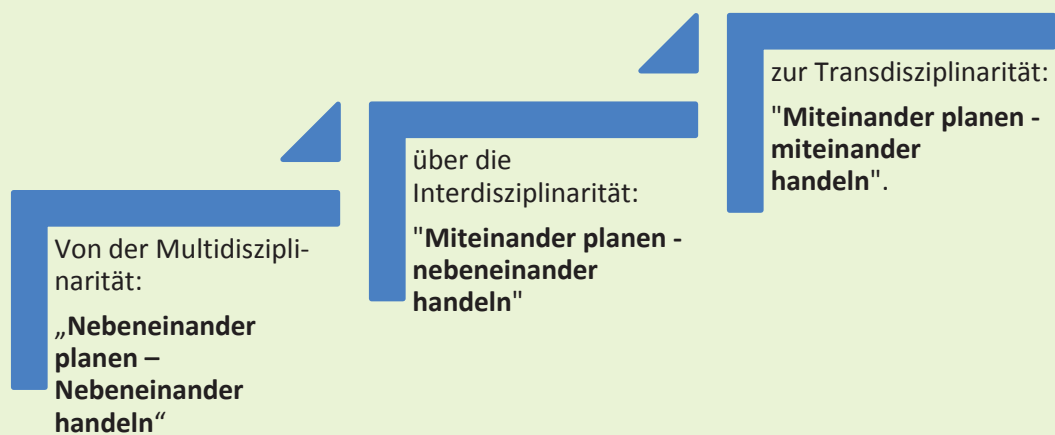 Von der Multidiszipli-
narität:
„Nebeneinander
planen –
Nebeneinander
handeln“
über die
Interdisziplinarität:
"Miteinander planen -
nebeneinander
handeln"
zur Transdisziplinarität:
"Miteinander planen -
miteinander
handeln".